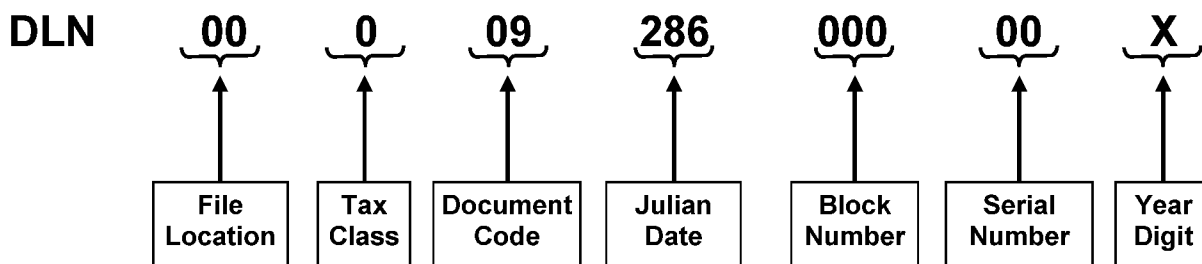 DLN 00 0 09 286 000 00 X
File Location
Tax Class
Document Code
Julian Date
Block Number
Serial Number
Year Digit